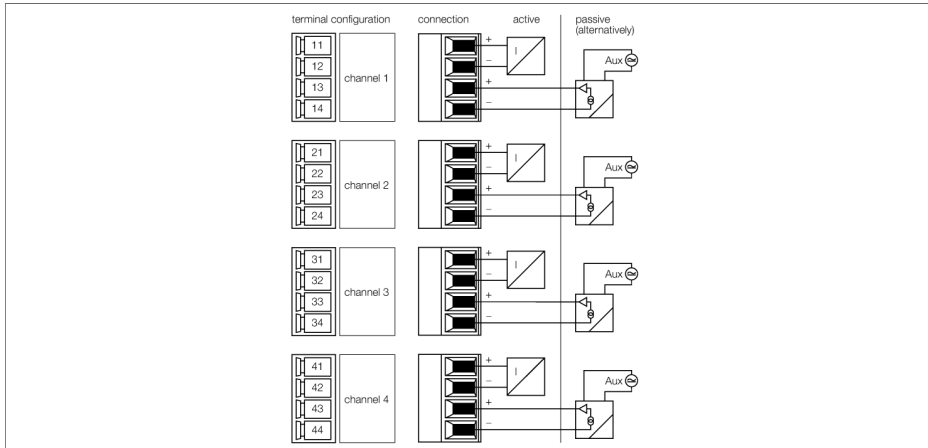 terminal configuration connection active passive
(alternatively)
11 + I
12 channel 1 − Aux
13 +
14 −
21 + I
22 channel 2 − Aux
23 +
24 −
31 + I
32 channel 3 − Aux
33 +
34 −
41 + I
42 channel 4 − Aux
43 +
44 −